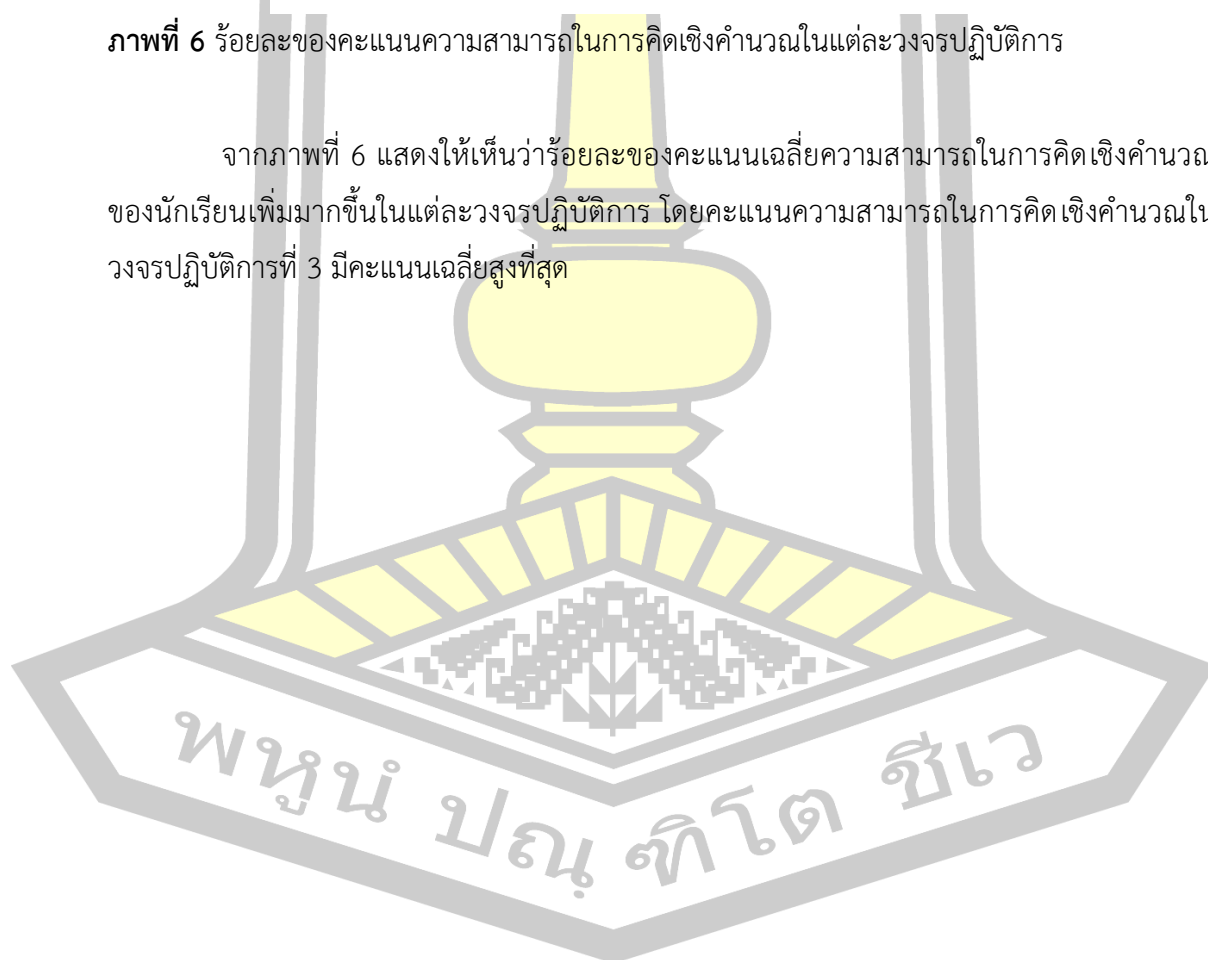 ภาพที่ 6 ร้อยละของคะแนนความสามารถในการคิดเชิงคำนวณในแต่ละวงจรปฏิบัติการ
จากภาพที่ 6 แสดงให้เห็นว่าร้อยละของคะแนนเฉลี่ยความสามารถในการคิดเชิงคำนวณ
ของนักเรียนเพิ่มมากขึ้นในแต่ละวงจรปฏิบัติการ โดยคะแนนความสามารถในการคิดเชิงคำนวณใน
วงจรปฏิบัติการที่ 3 มีคะแนนเฉลี่ยสูงที่สุด
พหูนํ ปณฺ ฑิโต ชีเว